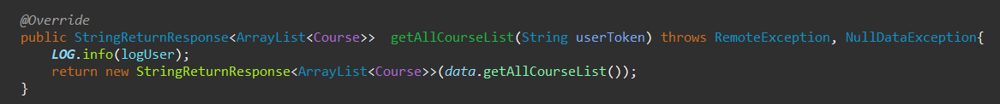 @Override
public StringReturnResponse<ArrayList<Course>>  getAllCourseList(String userToken) throws RemoteException, NullDataException{
    LOG.info(logUser);
    return new StringReturnResponse<ArrayList<Course>>(data.getAllCourseList());
}